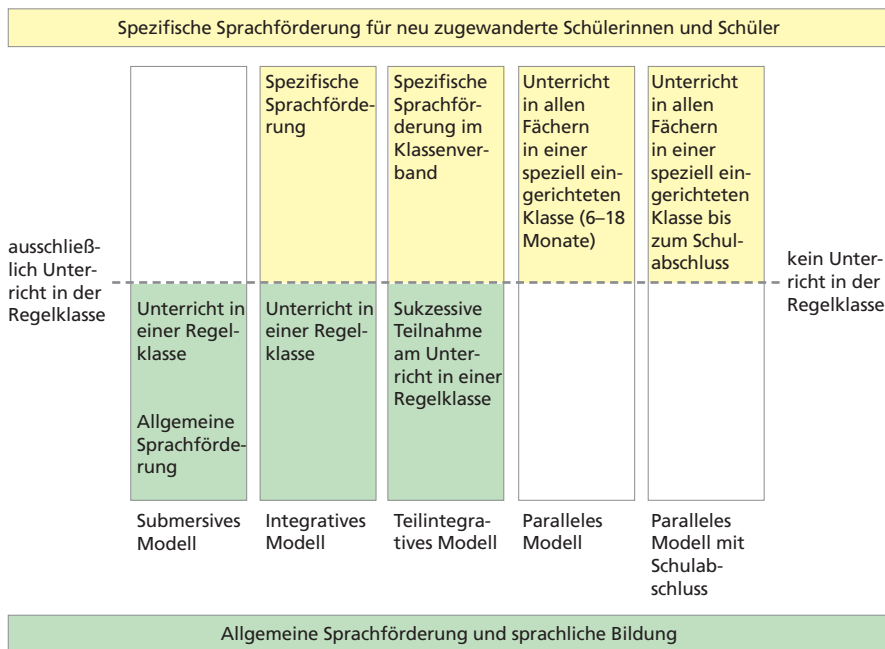 Spezifische Sprachförderung für neu zugewanderte Schülerinnen und Schüler
Spezifische
Sprachförde-
rung
Spezifische
Sprachför-
derung im
Klassenver-
band
Unterricht
in allen
Fächern
in einer
speziell ein-
gerichteten
Klasse (6–18
Monate)
Unterricht
in allen
Fächern
in einer
speziell ein-
gerichteten
Klasse bis
zum Schul-
abschluss
ausschließ-
lich Unter-
richt in der
Regelklasse
kein Unter-
richt in der
Regelklasse
Unterricht in
einer Regel-
klasse
Allgemeine
Sprachförde-
rung
Unterricht in
einer Regel-
klasse
Sukzessive
Teilnahme
am Unter-
richt in einer
Regelklasse
Submersives
Modell
Integratives
Modell
Teilintegra-
tives Modell
Paralleles
Modell
Paralleles
Modell mit
Schulab-
schluss
Allgemeine Sprachförderung und sprachliche Bildung